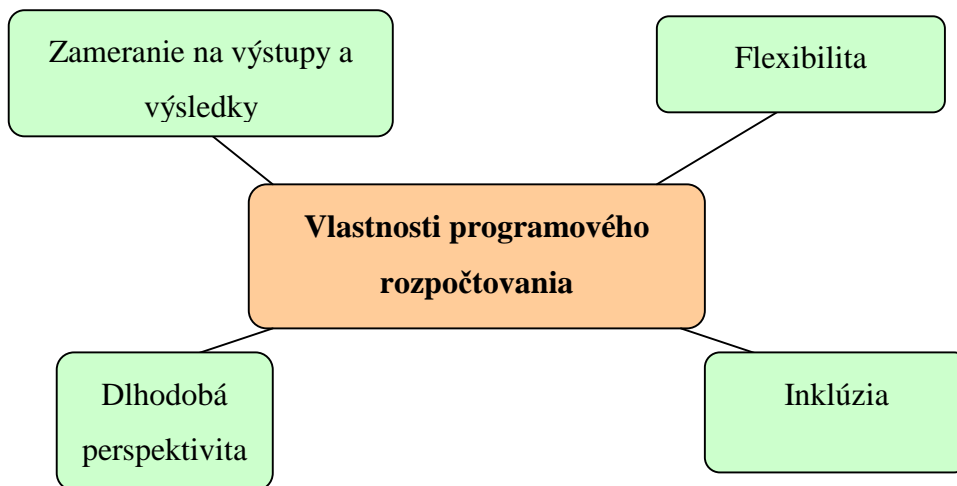 Zameranie na výstupy a
výsledky
Flexibilita
Vlastnosti programového
rozpočtovania
Dlhodobá
perspektivita
Inklúzia